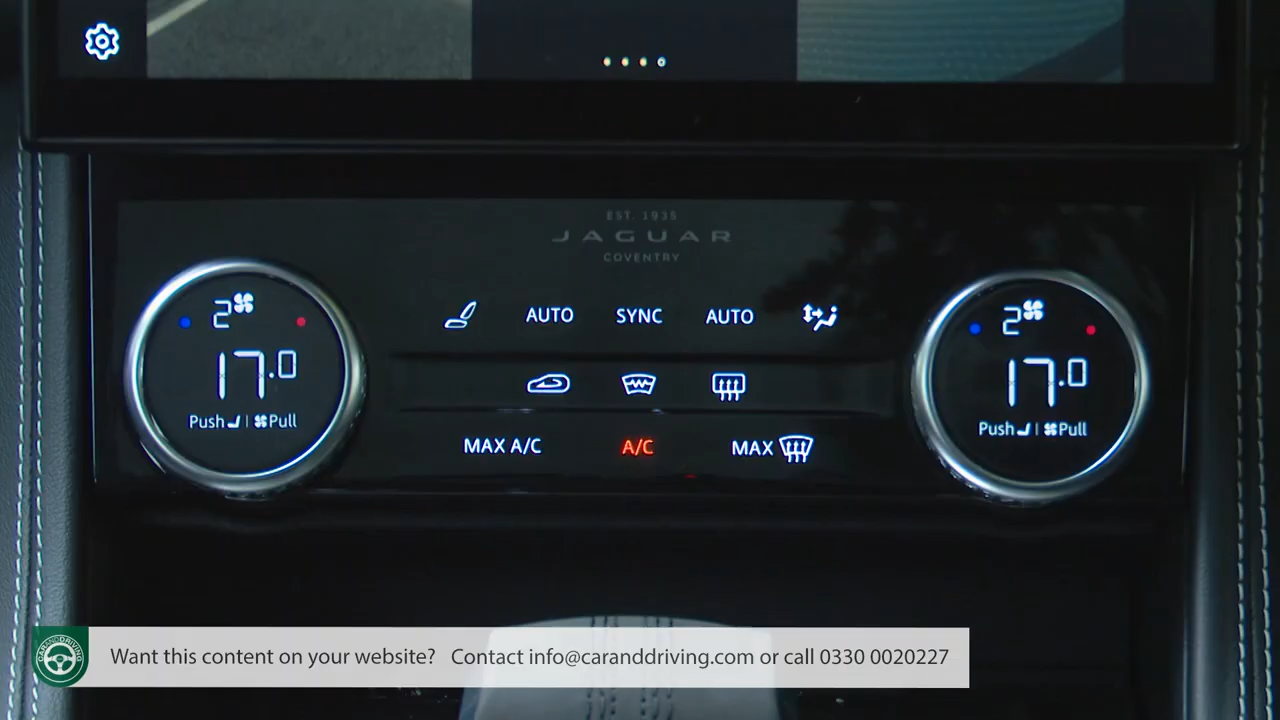 EST. 1935
JAGUAR
COVENTRY
2
17.0
Push | Pull
AUTO SYNC AUTO
MAX A/C A/C MAX
2
17.0
Push | Pull
CARANDDRIVING
Want this content on your website? Contact info@caranddriving.com or call 0330 0020227